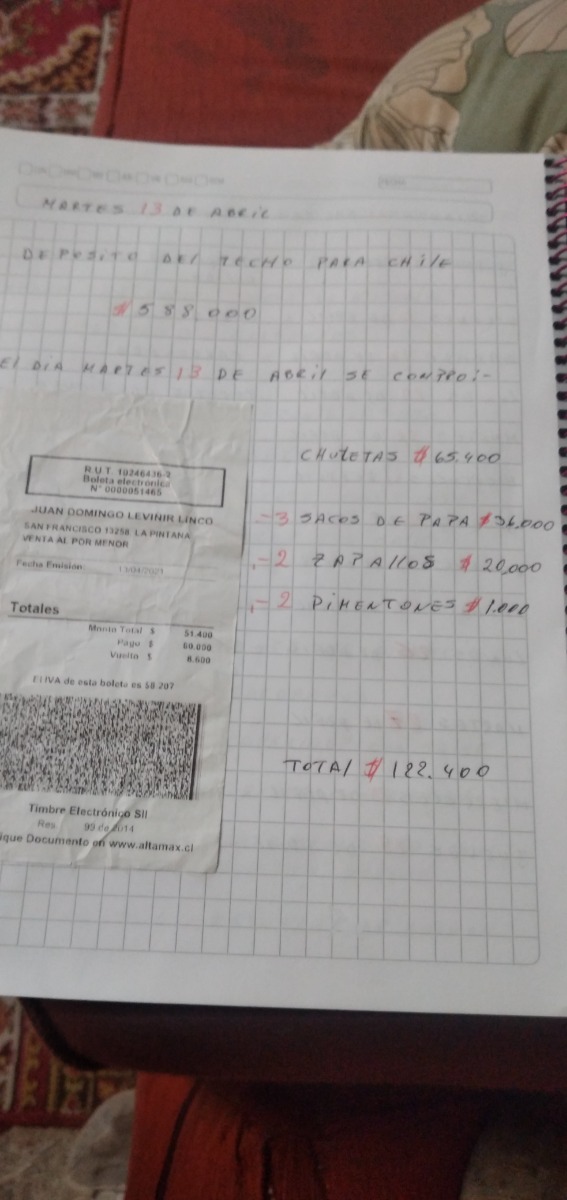 MARTES 13 DE ABRIL
DEPOSITO DEL TECHO PARA CHILE
$588.000
El DIA MARTES 13 DE ABRIL SE COMPRO:-
CHULETAS $65.400
-3 SACOS DE PAPA $36.000
.-2 ZAPALLOS $20.000
.-2 PIMENTONES $1.000
TOTAL $122.400
R.U.T. 10246436-3
Boleta electrónica
N° 0000051465
JUAN DOMINGO LEVINIR LINCO
SAN FRANCISCO 13258 LA PINTANA
VENTA AL POR MENOR
Fecha Emision 13/04/2021
Totales
Monto Total $ 51.400
Pago $ 60.000
Vuelto $ 8.600
El IVA de esta boleta es $8.207
Timbre Electrónico SII
Res. 99 de 2014
ique Documento en www.altamax.cl